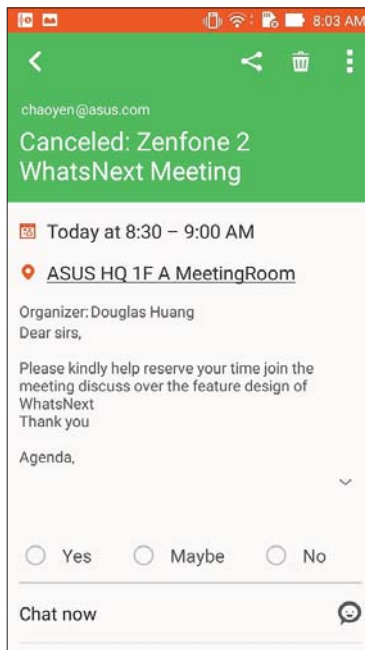 8:03 AM
chaoyen@asus.com
Canceled: Zenfone 2
WhatsNext Meeting
Today at 8:30 – 9:00 AM
ASUS HQ 1F A MeetingRoom
Organizer: Douglas Huang
Dear sirs,
Please kindly help reserve your time join the
meeting discuss over the feature design of
WhatsNext
Thank you
Agenda,
Yes Maybe No
Chat now